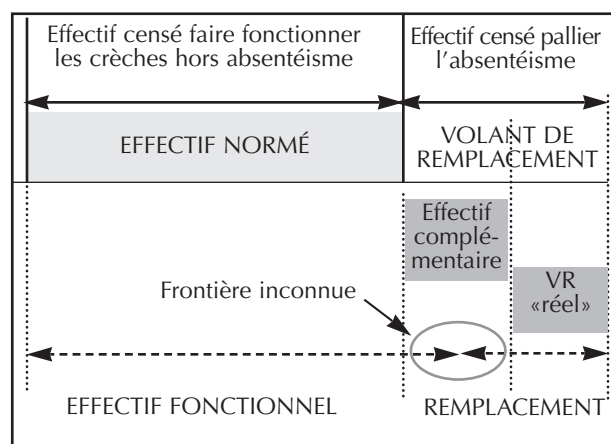 Effectif censé faire fonctionner
les crèches hors absentéisme
Effectif censé pallier
l'absentéisme
EFFECTIF NORMÉ
VOLANT DE
REMPLACEMENT
Effectif
complé-
mentaire
VR
«réel»
Frontière inconnue
EFFECTIF FONCTIONNEL
REMPLACEMENT